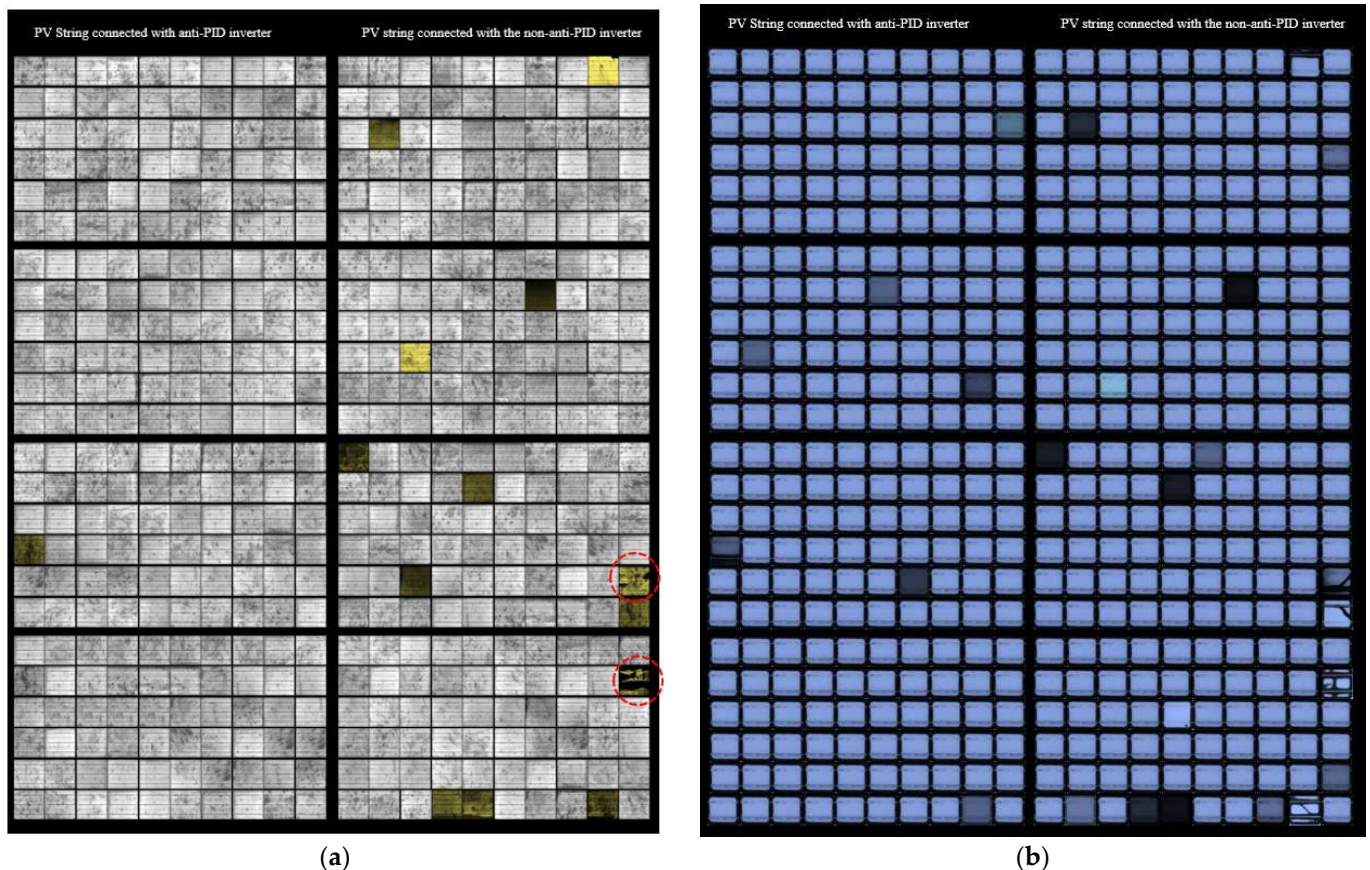 PV String connected with anti-PID inverter
PV string connected with the non-anti-PID inverter
PV String connected with anti-PID inverter
PV string connected with the non-anti-PID inverter
(a)
(b)